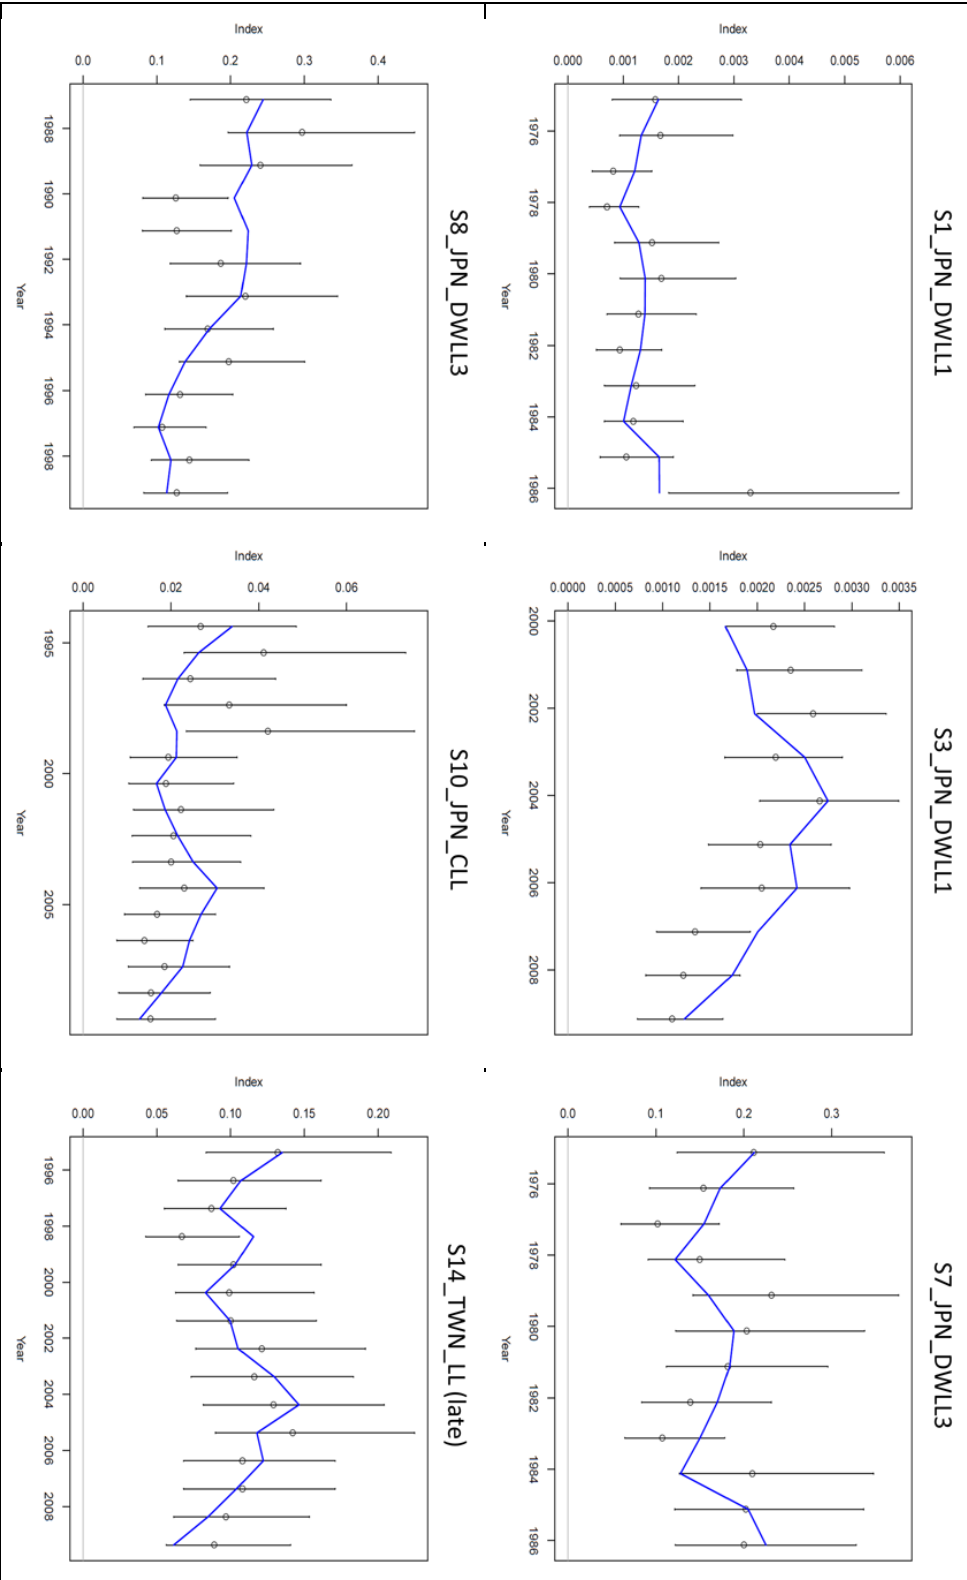 S1_JPN_DWLL1
Index
0.000 0.001 0.002 0.003 0.004 0.005 0.006
1976 1978 1980 1982 1984 1986
Year
S3_JPN_DWLL1
Index
0.0000 0.0005 0.0010 0.0015 0.0020 0.0025 0.0030 0.0035
2000 2002 2004 2006 2008
Year
S7_JPN_DWLL3
Index
0.0 0.1 0.2 0.3
1976 1978 1980 1982 1984 1986
Year
S8_JPN_DWLL3
Index
0.0 0.1 0.2 0.3 0.4
1988 1990 1992 1994 1996 1998
Year
S10_JPN_CLL
Index
0.00 0.02 0.04 0.06
1995 2000 2005
Year
S14_TWN_LL (late)
Index
0.00 0.05 0.10 0.15 0.20
1996 1998 2000 2002 2004 2006 2008
Year